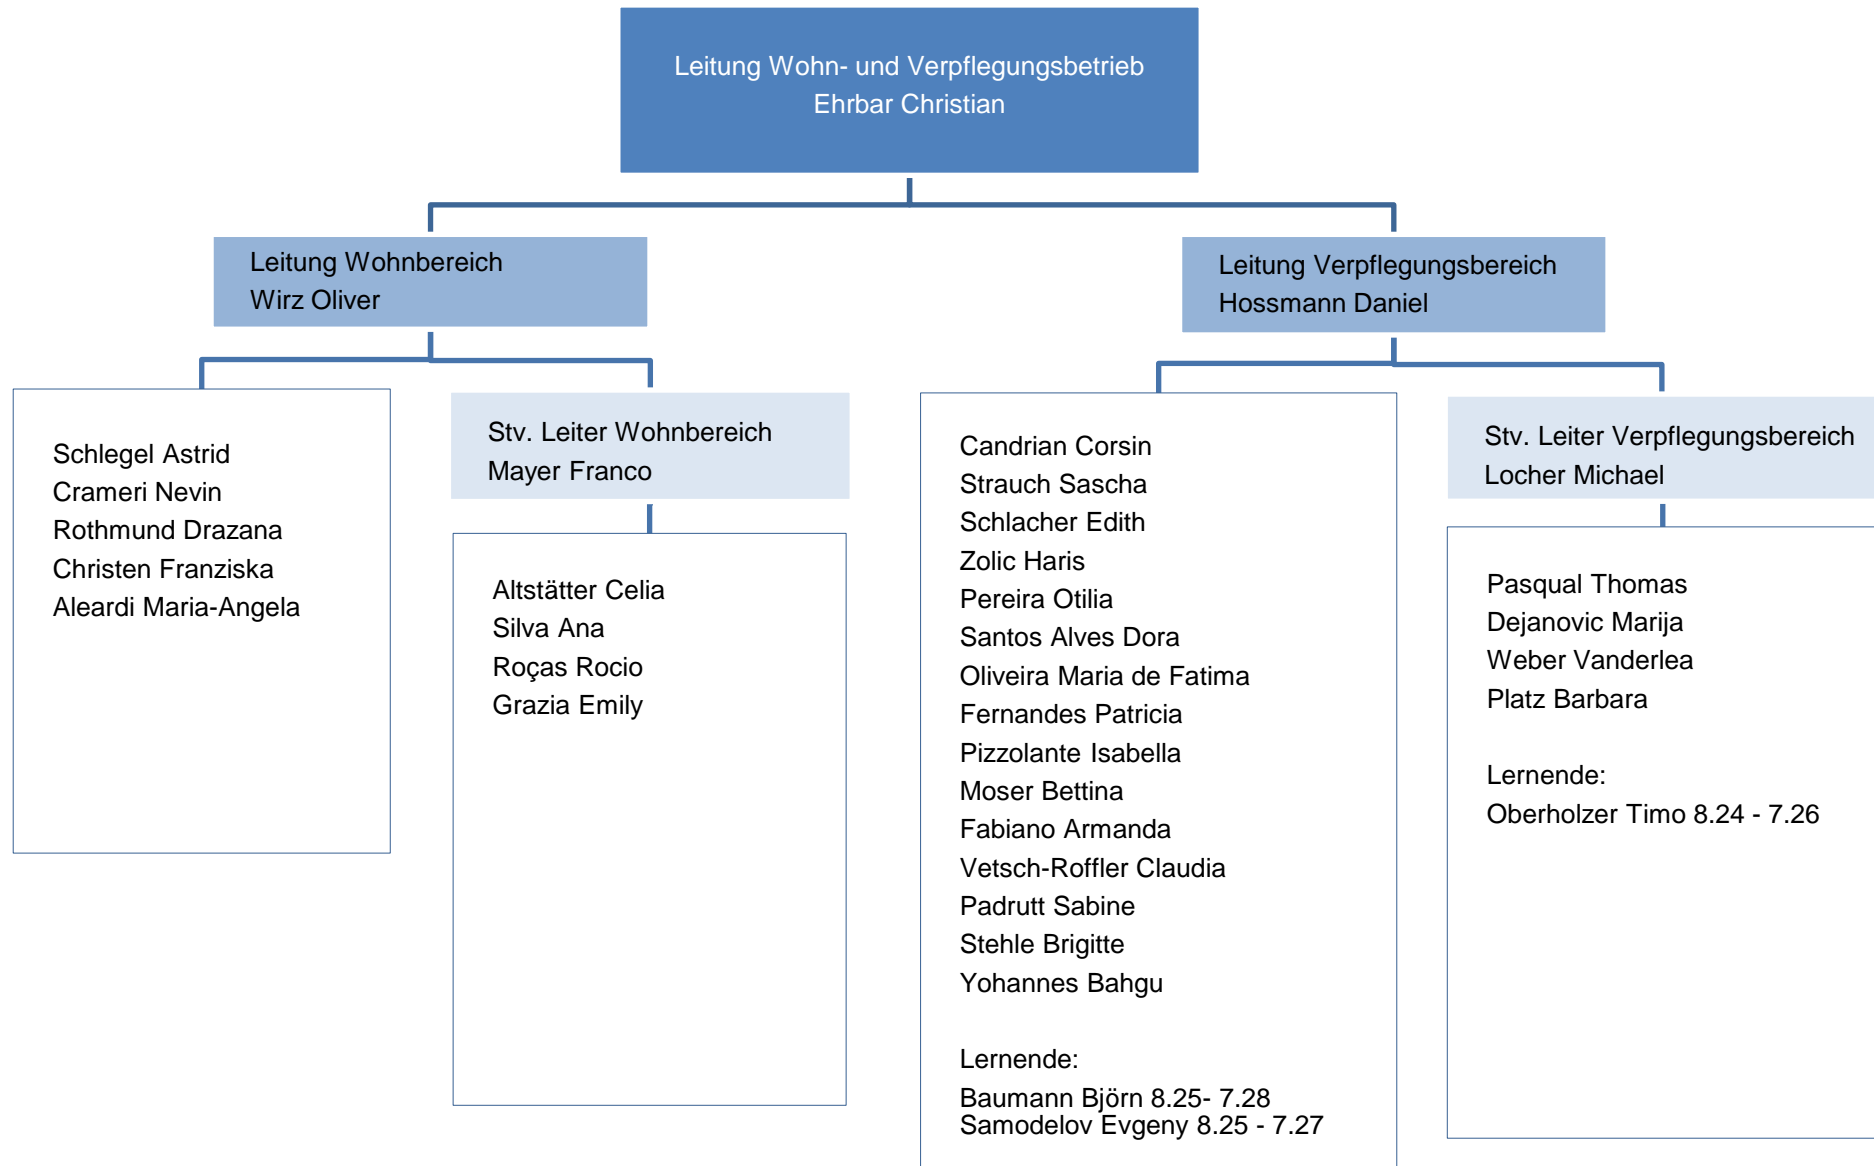 Leitung Wohn- und Verpflegungsbetrieb
Ehrbar Christian
Leitung Wohnbereich
Wirz Oliver
Leitung Verpflegungsbereich
Hossmann Daniel
Schlegel Astrid
Crameri Nevin
Rothmund Drazana
Christen Franziska
Aleardi Maria-Angela
Stv. Leiter Wohnbereich
Mayer Franco
Altstätter Celia
Silva Ana
Roças Rocio
Grazia Emily
Candrian Corsin
Strauch Sascha
Schlacher Edith
Zolic Haris
Pereira Otilia
Santos Alves Dora
Oliveira Maria de Fatima
Fernandes Patricia
Pizzolante Isabella
Moser Bettina
Fabiano Armanda
Vetsch-Roffler Claudia
Padrutt Sabine
Stehle Brigitte
Yohannes Bahgu
Lernende:
Baumann Björn 8.25- 7.28
Samodelov Evgeny 8.25 - 7.27
Stv. Leiter Verpflegungsbereich
Locher Michael
Pasqual Thomas
Dejanovic Marija
Weber Vanderlea
Platz Barbara
Lernende:
Oberholzer Timo 8.24 - 7.26